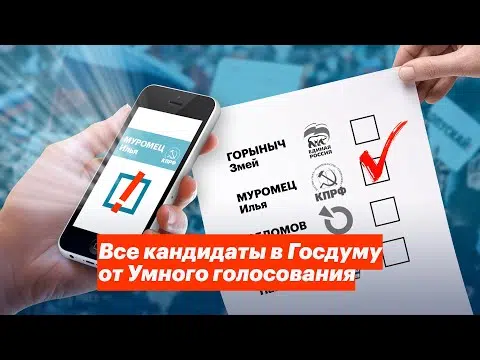 МУРОМЕЦ
Илья
КПРФ
ГОРЫНЫЧ
Змей
ЕДИНАЯ
РОССИЯ
МУРОМЕЦ
Илья
КПРФ
Все кандидаты в Госдуму
от Умного голосования